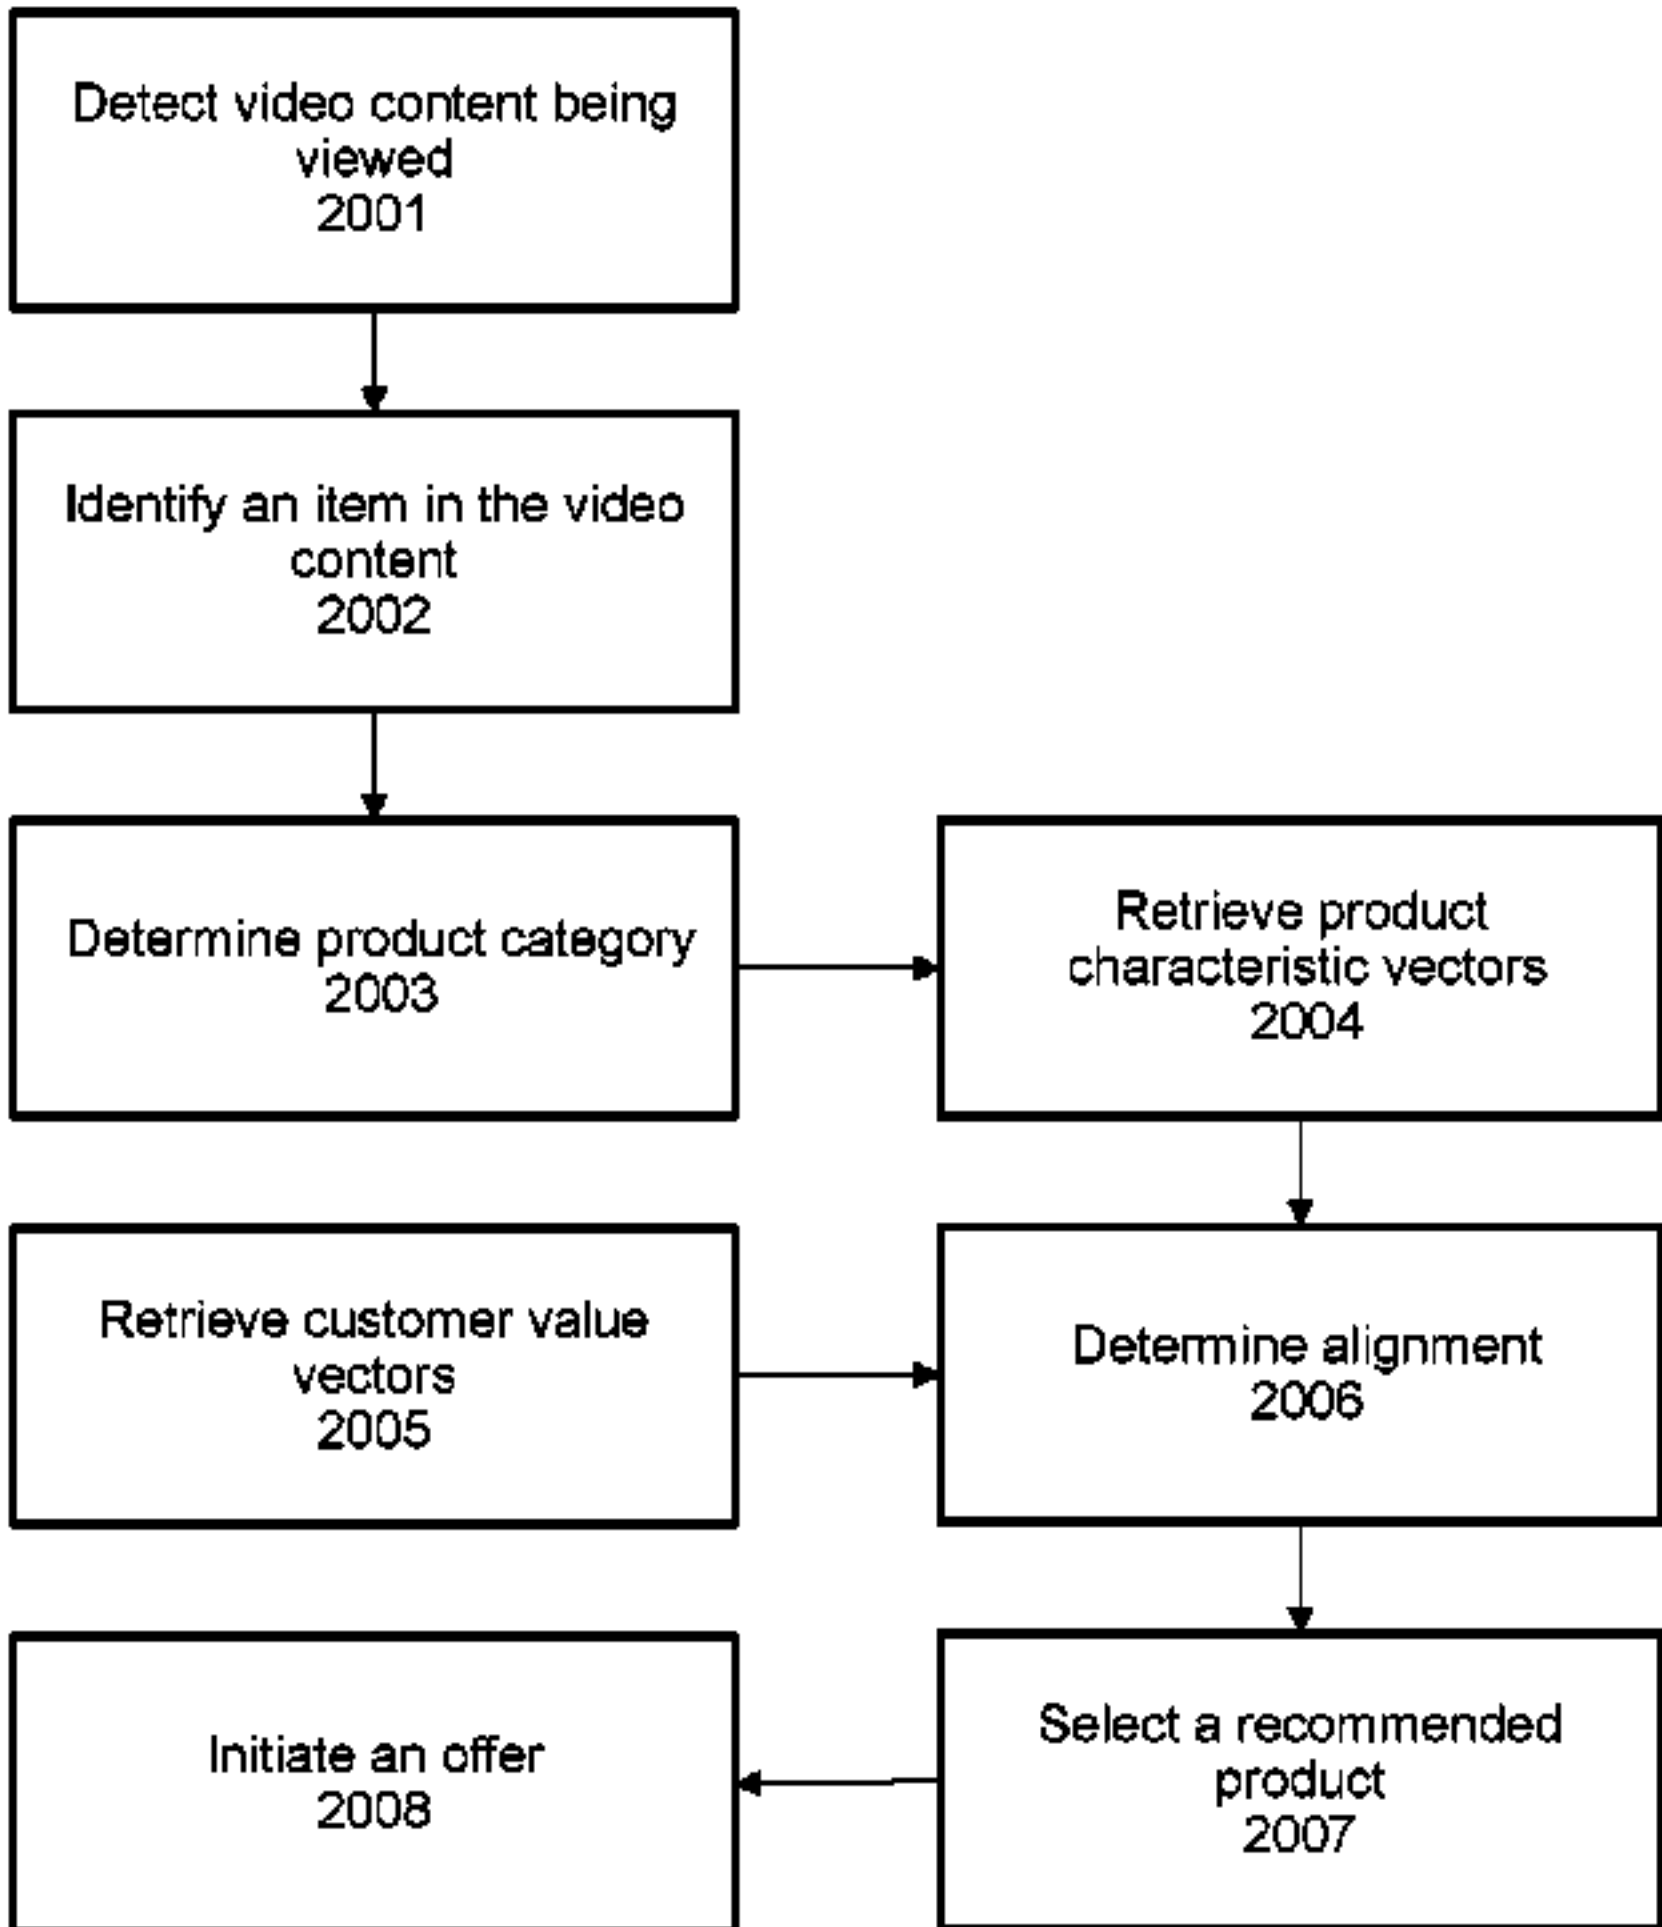 Detect video content being
viewed
2001
Identify an item in the video
content
2002
Determine product category
2003
Retrieve product
characteristic vectors
2004
Retrieve customer value
vectors
2005
Determine alignment
2006
Select a recommended
product
2007
Initiate an offer
2008